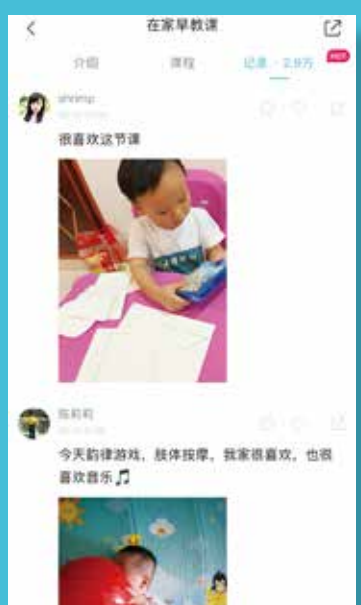 在家早教课
介绍 课程 记录 · 2.9万 HOT
shrimp
很喜欢这节课
陈莉莉
今天韵律游戏，肢体按摩，我家很喜欢，也很
喜欢音乐🎵